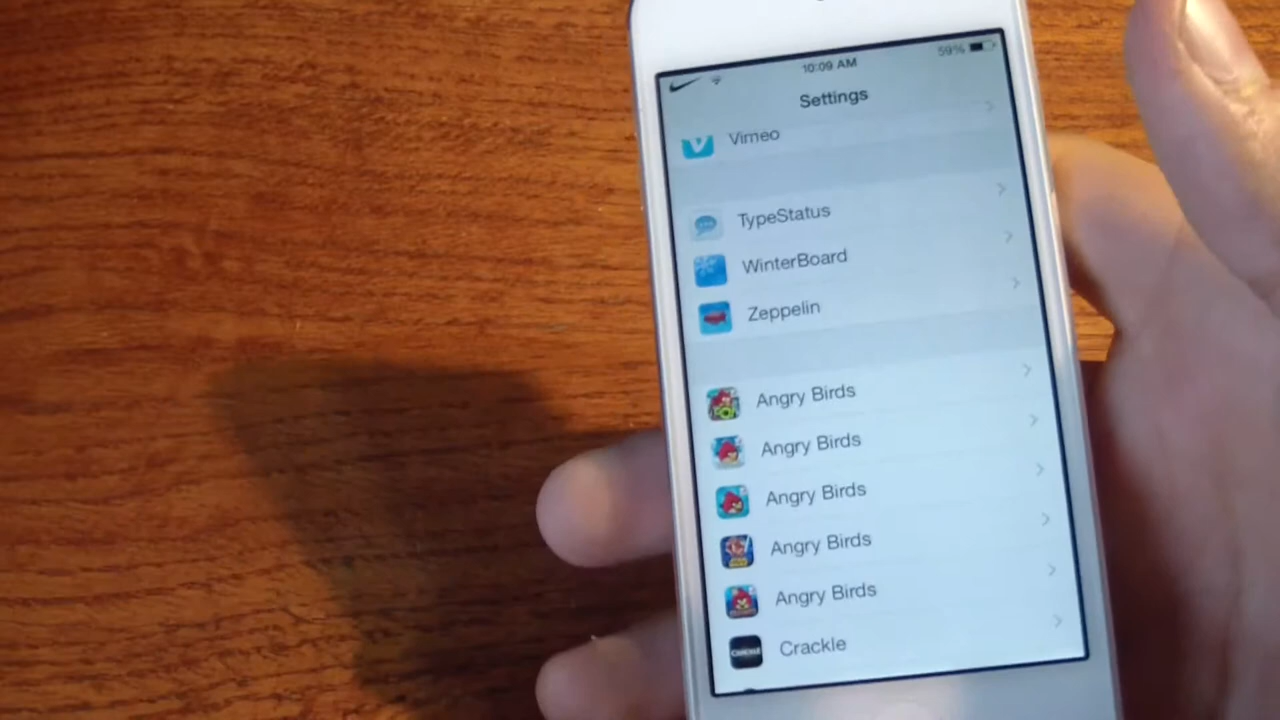 59%
10:09 AM
Settings
Vimeo
TypeStatus
WinterBoard
Zeppelin
Angry Birds
Angry Birds
Angry Birds
Angry Birds
Angry Birds
CRACKLE
Crackle